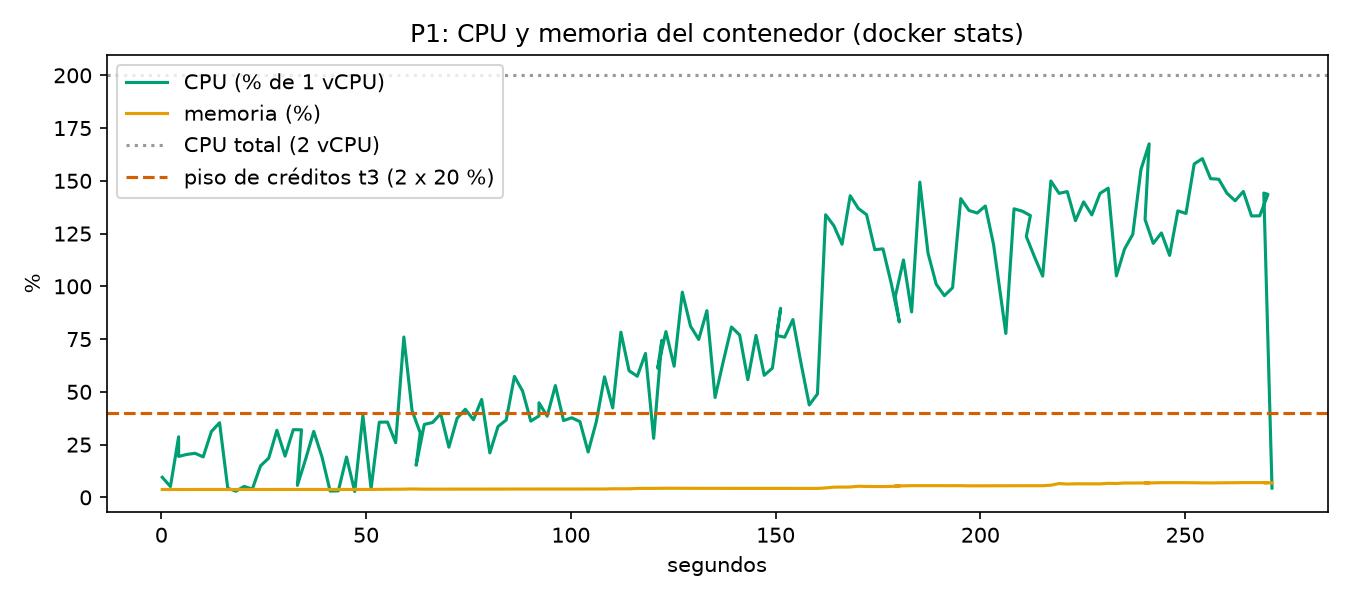 P1: CPU y memoria del contenedor (docker stats)
CPU (% de 1 vCPU)
memoria (%)
CPU total (2 vCPU)
piso de créditos t3 (2 x 20 %)
%
200
175
150
125
100
75
50
25
0
0 50 100 150 200 250
segundos